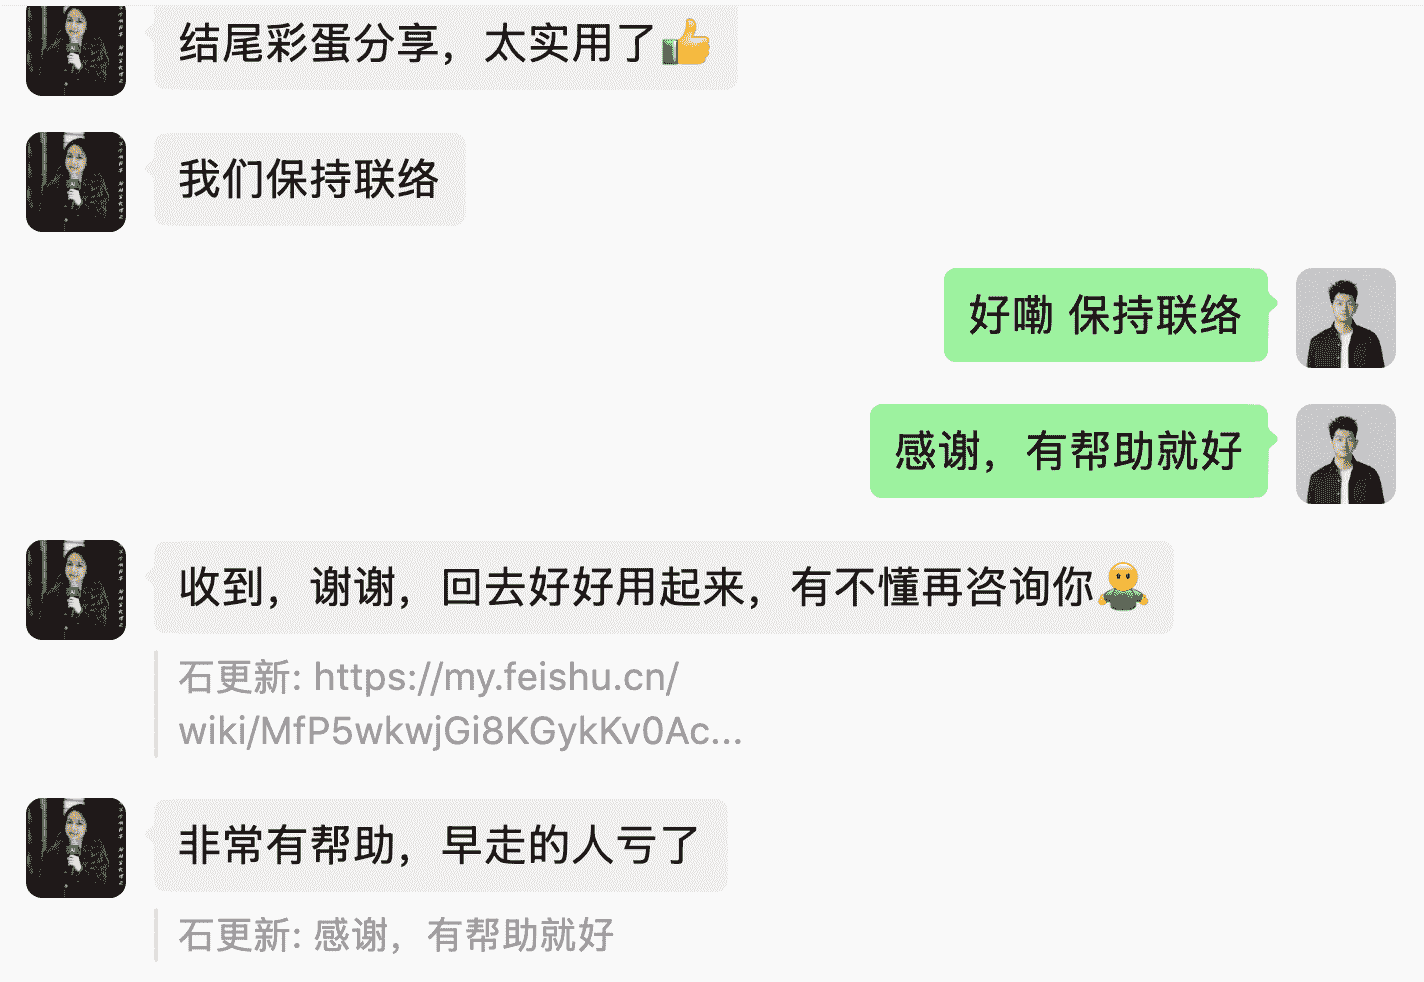 结尾彩蛋分享，太实用了👍
我们保持联络
好嘞 保持联络
感谢，有帮助就好
收到，谢谢，回去好好用起来，有不懂再咨询你
石更新: https://my.feishu.cn/
wiki/MfP5wkwjGi8KGykKv0Ac...
非常有帮助，早走的人亏了
石更新: 感谢，有帮助就好